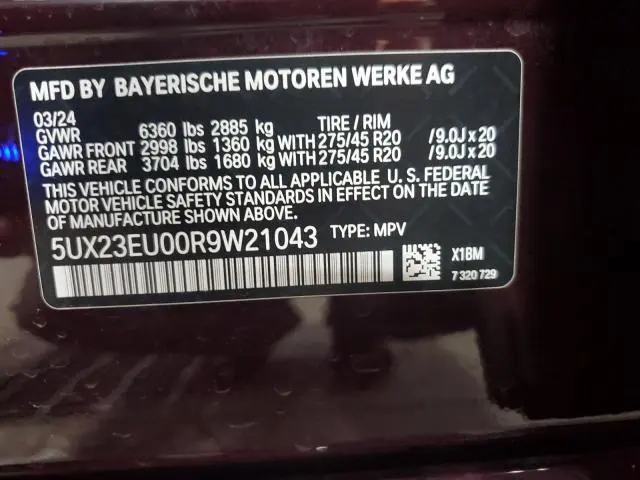 MFD BY BAYERISCHE MOTOREN WERKE AG
03/24 TIRE / RIM
GVWR 6360 lbs 2885 kg
GAWR FRONT 2998 lbs 1360 kg WITH 275/45 R20 /9.0J x 20
GAWR REAR 3704 lbs 1680 kg WITH 275/45 R20 /9.0J x 20
THIS VEHICLE CONFORMS TO ALL APPLICABLE U. S. FEDERAL
MOTOR VEHICLE SAFETY STANDARDS IN EFFECT ON THE DATE
OF MANUFACTURE SHOWN ABOVE.
5UX23EU00R9W21043 TYPE: MPV
X1BM
7 320 729